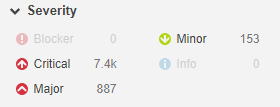 Severity
Blocker 0 Minor 153
Critical 7.4k Info 0
Major 887